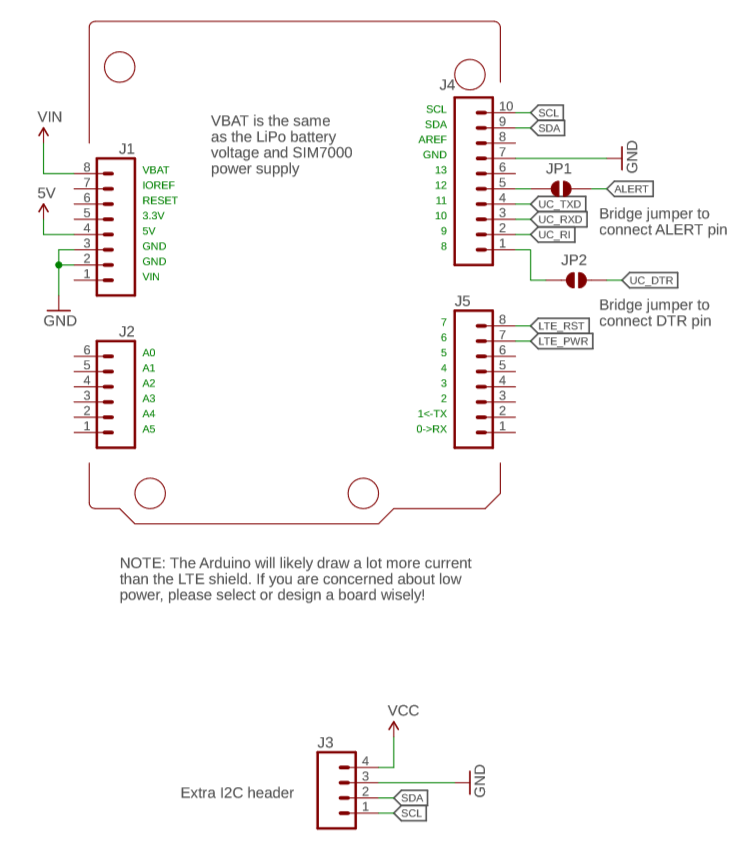 VIN
5V
GND
J1
8 VBAT
7 IOREF
6 RESET
5 3.3V
4 5V
3 GND
2 GND
1 VIN
J2
6 A0
5 A1
4 A2
3 A3
2 A4
1 A5
VBAT is the same
as the LiPo battery
voltage and SIM7000
power supply
J4
SCL 10 SCL
SDA 9 SDA
AREF 8
GND 7 GND
13 6
12 5 JP1 ALERT
11 4 UC_TXD
10 3 UC_RXD
9 2 UC_RI
8 1 JP2 UC_DTR
Bridge jumper to
connect ALERT pin
Bridge jumper to
connect DTR pin
J5
7 8 LTE_RST
6 7 LTE_PWR
5 6
4 5
3 4
2 3
1<-TX 2
0->RX 1
NOTE: The Arduino will likely draw a lot more current
than the LTE shield. If you are concerned about low
power, please select or design a board wisely!
VCC
J3
4
3 GND
2 SDA
1 SCL
Extra I2C header